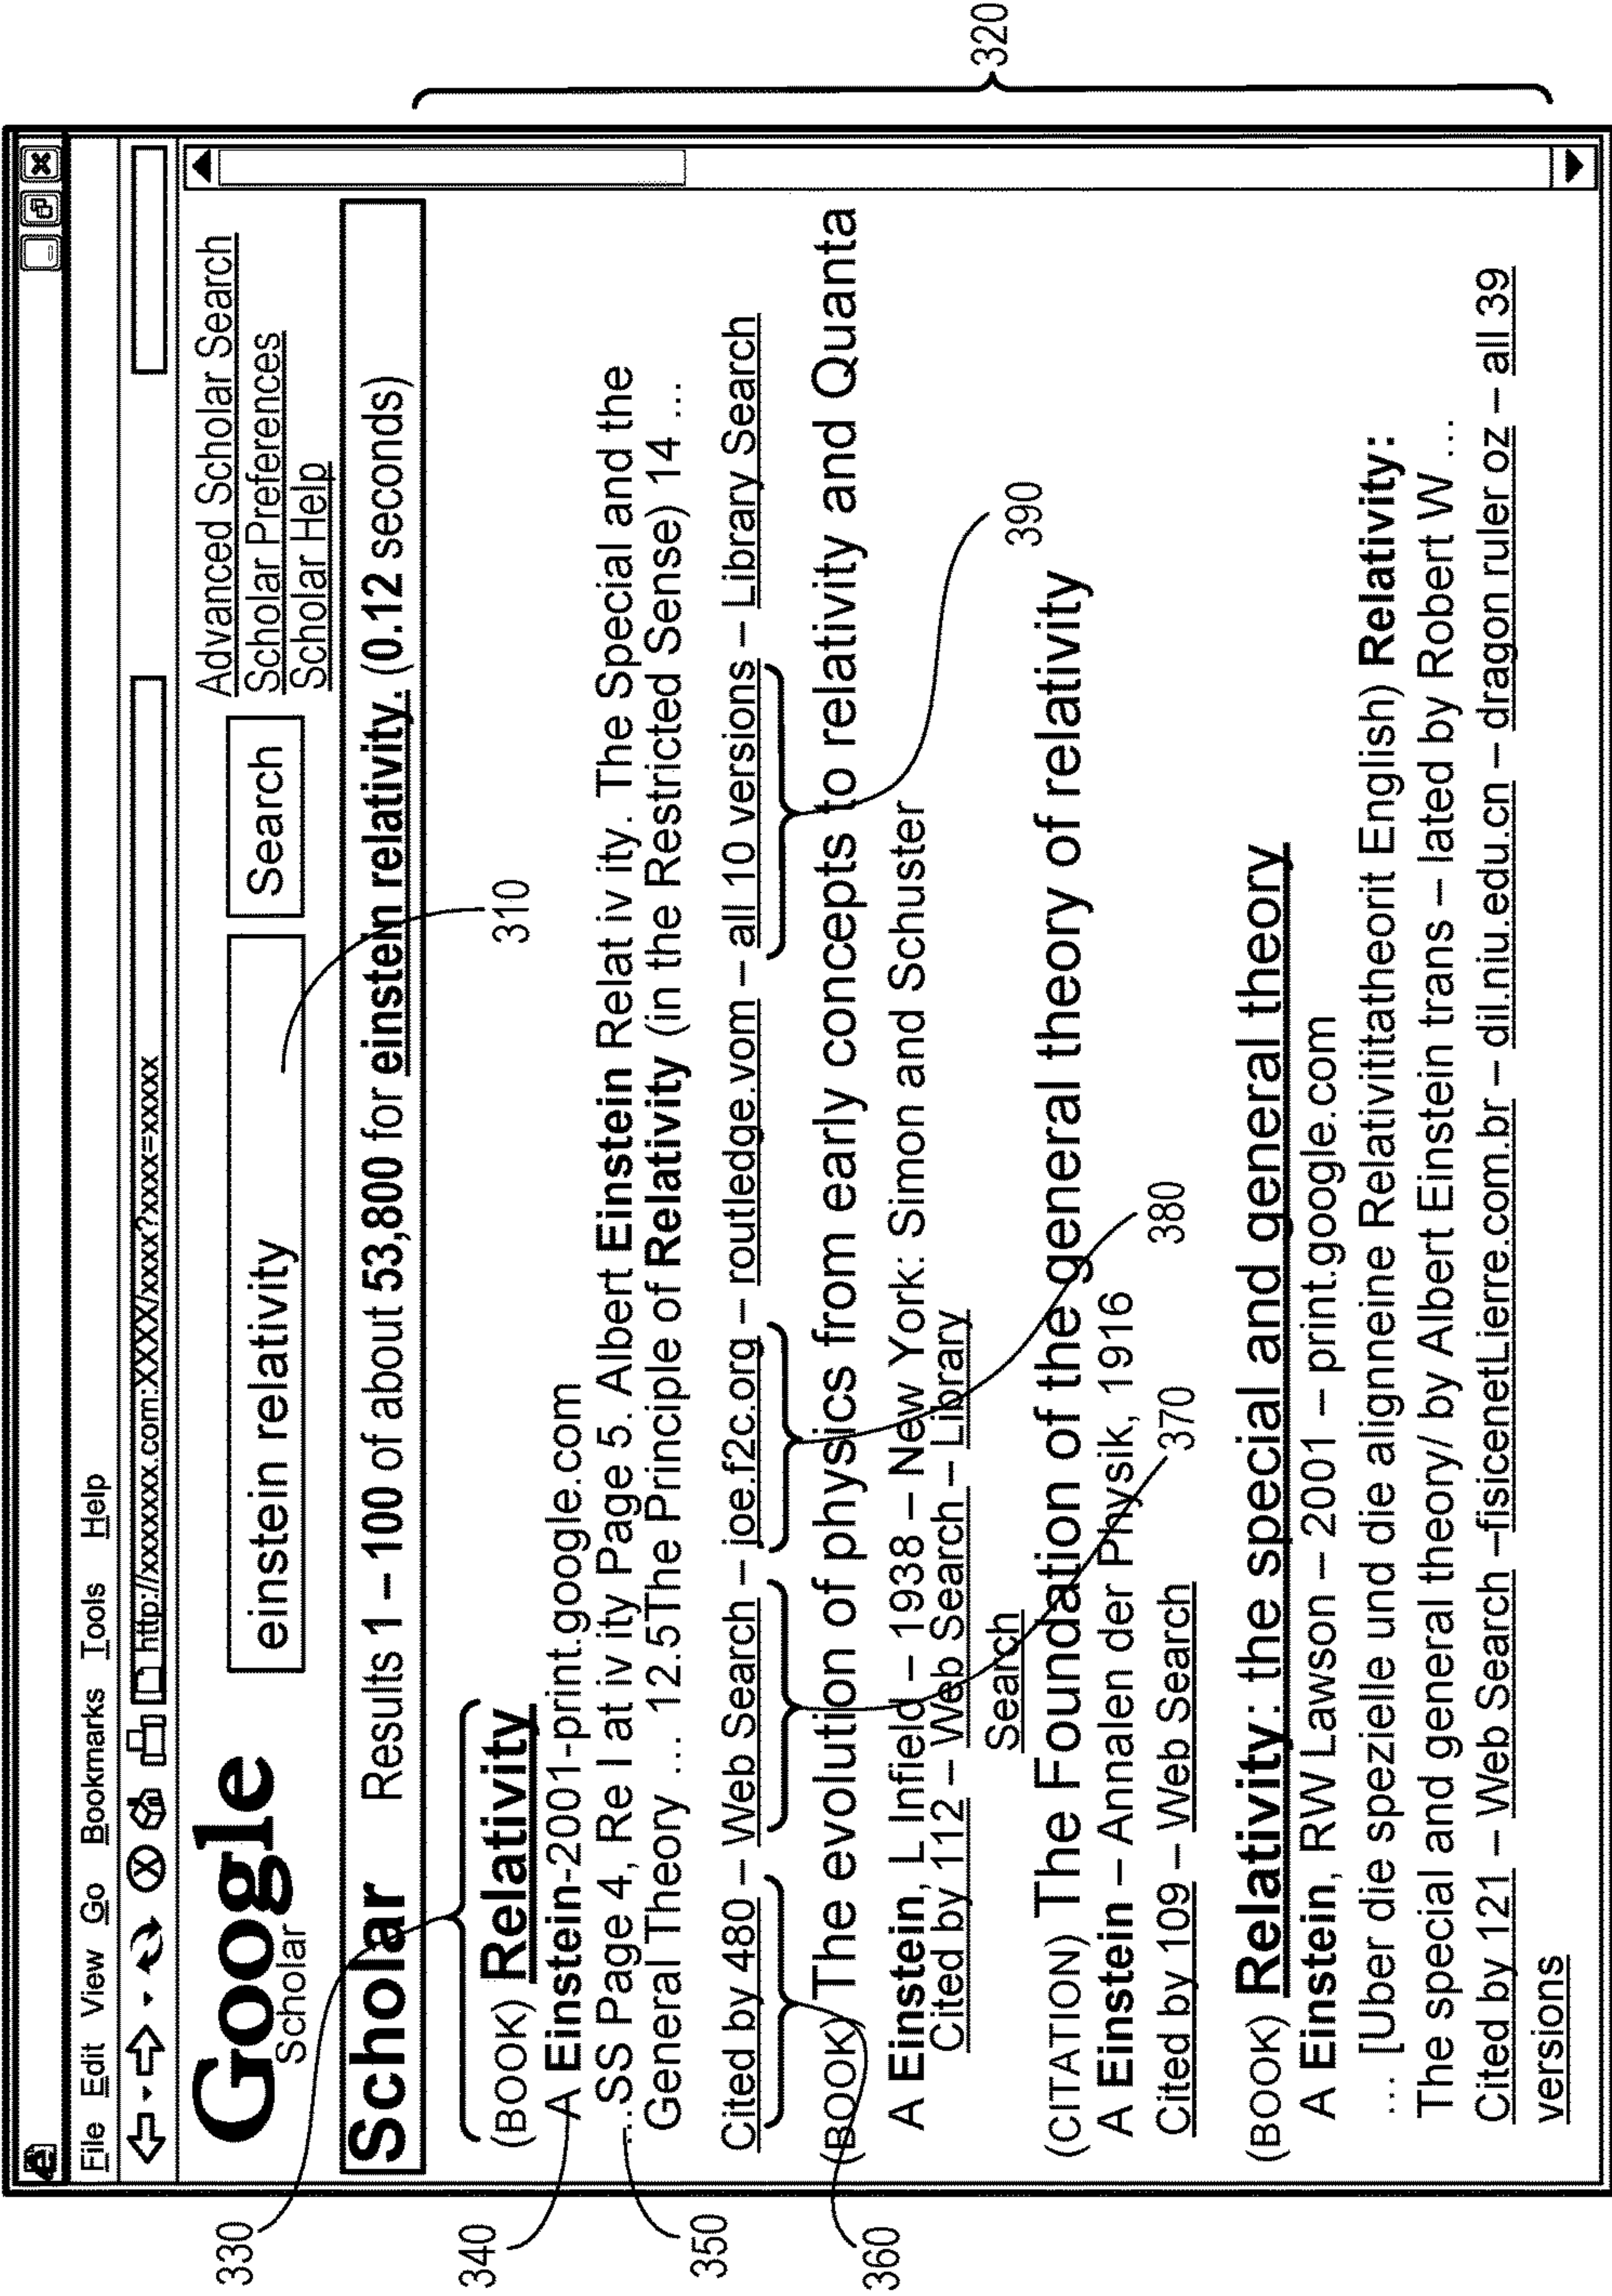 File Edit View Go Bookmarks Tools Help
http://xxxxxxx.com:XXXX/xxxx?xxxx=xxxxx
Google
Scholar
einstein relativity
Search
Advanced Scholar Search
Scholar Preferences
Scholar Help
Scholar Results 1 – 100 of about 53,800 for einstein relativity. (0.12 seconds)
310
320
330
(BOOK) Relativity
340
A Einstein-2001-print.google.com
350
...SS Page 4, Re l at iv ity Page 5. Albert Einstein Relat iv ity. The Special and the
General Theory ... 12.5The Principle of Relativity (in the Restricted Sense) 14 ...
Cited by 480 – Web Search – joe.f2c.org – routledge.vom – all 10 versions – Library Search
360
370
380
390
(BOOK) The evolution of physics from early concepts to relativity and Quanta
A Einstein, L Infield – 1938 – New York: Simon and Schuster
Cited by 112 – Web Search – Library
Search
(CITATION) The Foundation of the general theory of relativity
A Einstein – Annalen der Physik, 1916
Cited by 109 – Web Search
(BOOK) Relativity: the special and general theory
A Einstein, RW Lawson – 2001 – print.google.com
... [Uber die spezielle und die alignneine Relativititatheorit English) Relativity:
The special and general theory/ by Albert Einstein trans – lated by Robert W ...
Cited by 121 – Web Search –fisicenetLierre.com.br – dil.niu.edu.cn – dragon ruler oz – all 39
versions